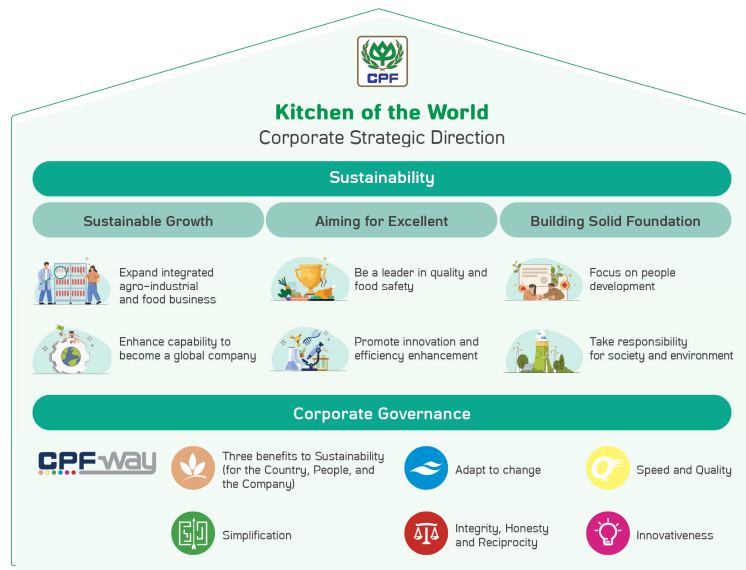 CPF
Kitchen of the World
Corporate Strategic Direction
Sustainability
Sustainable Growth
Aiming for Excellent
Building Solid Foundation
Expand integrated
agro-industrial
and food business
Be a leader in quality and
food safety
Focus on people
development
Enhance capability to
become a global company
Promote innovation and
efficiency enhancement
Take responsibility
for society and environment
Corporate Governance
CPF way
Three benefits to Sustainability
(for the Country, People, and
the Company)
Adapt to change
Speed and Quality
Simplification
Integrity, Honesty
and Reciprocity
Innovativeness